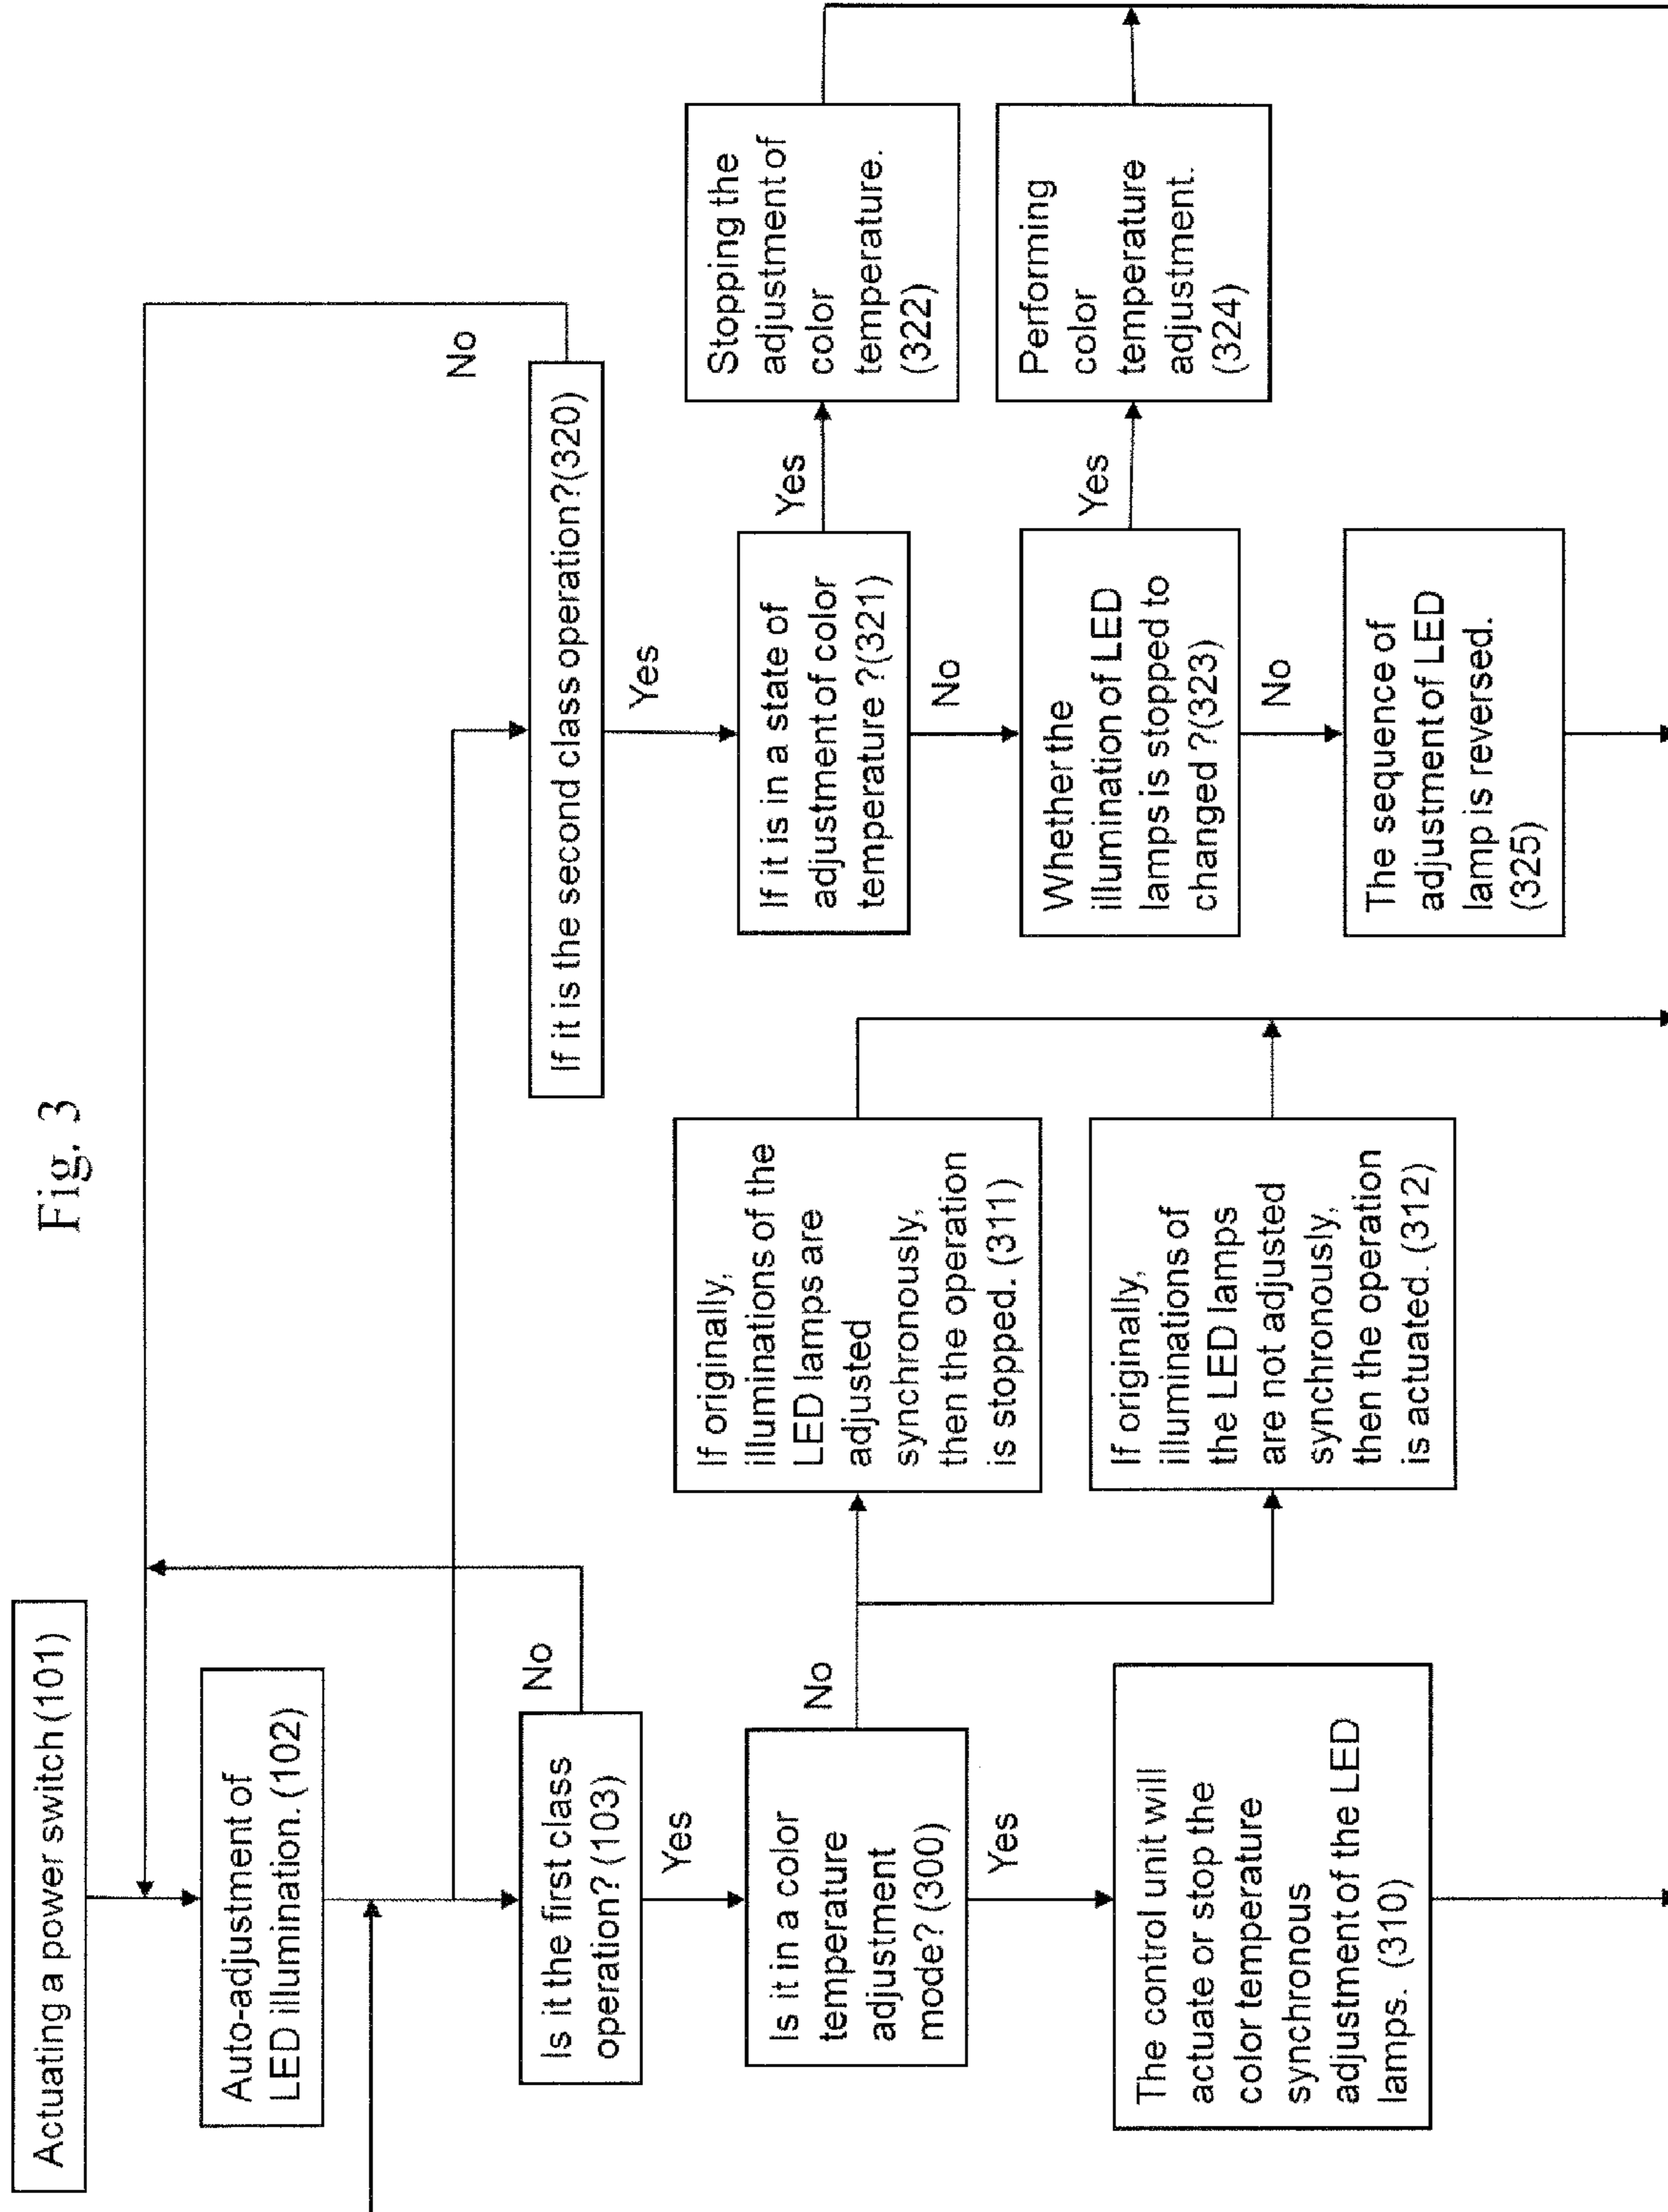 Fig. 3
Actuating a power switch (101)
Auto-adjustment of
LED illumination. (102)
Is it the first class
operation? (103)
No
Yes
Is it in a color
temperature
adjustment
mode? (300)
No
Yes
The control unit will
actuate or stop the
color temperature
synchronous
adjustment of the LED
lamps. (310)
If originally,
illuminations of the
LED lamps are
adjusted
synchronously,
then the operation
is stopped. (311)
If originally,
illuminations of
the LED lamps
are not adjusted
synchronously,
then the operation
is actuated. (312)
If it is the second class operation?(320)
No
Yes
If it is in a state of
adjustment of color
temperature ?(321)
Yes
No
Stopping the
adjustment of
color
temperature.
(322)
Whether the
illumination of LED
lamps is stopped to
changed ?(323)
Yes
No
Performing
color
temperature
adjustment.
(324)
The sequence of
adjustment of LED
lamp is reversed.
(325)